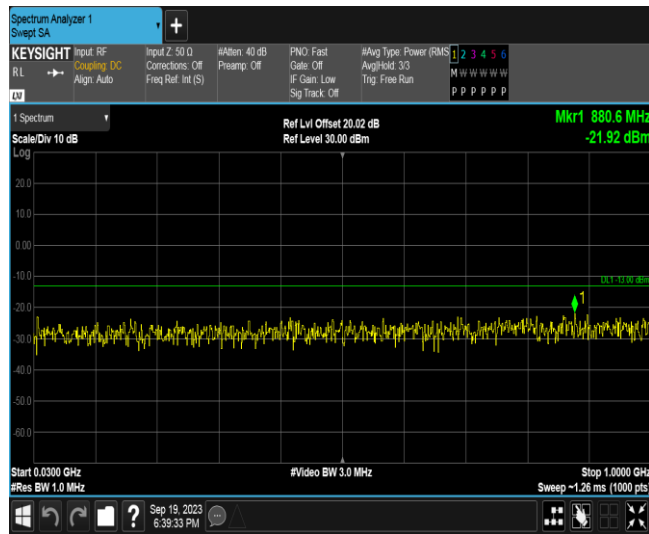 Spectrum Analyzer 1
Swept SA
+
KEYSIGHT Input: RF Input Z: 50 Ω #Atten: 40 dB PNO: Fast #Avg Type: Power (RMS 1 2 3 4 5 6
RL Coupling: DC Corrections: Off Preamp: Off Gate: Off Avg|Hold: 3/3 M W W W W W
Align: Auto Freq Ref: Int (S) IF Gain: Low Trig: Free Run
LXI Sig Track: Off P P P P P P
1 Spectrum Ref Lvl Offset 20.02 dB Mkr1 880.6 MHz
Scale/Div 10 dB Ref Level 30.00 dBm -21.92 dBm
Log
20.0
10.0
0.00
-10.0
DL1 -13.00 dBm
1
-20.0
-30.0
-40.0
-50.0
-60.0
Start 0.0300 GHz #Video BW 3.0 MHz Stop 1.0000 GHz
#Res BW 1.0 MHz Sweep ~1.26 ms (1000 pts)
? Sep 19, 2023
6:39:33 PM